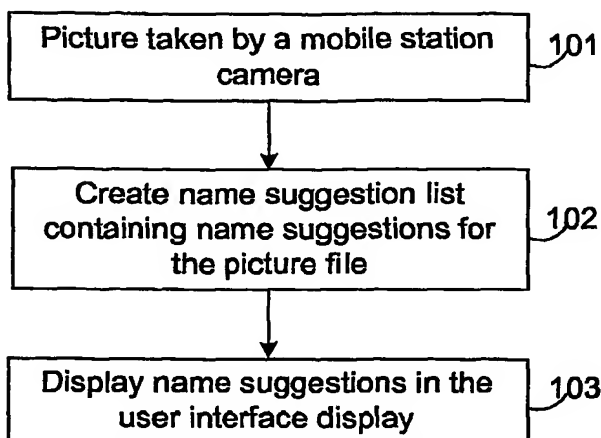 Picture taken by a mobile station
camera
101
Create name suggestion list
containing name suggestions for
the picture file
102
Display name suggestions in the
user interface display
103